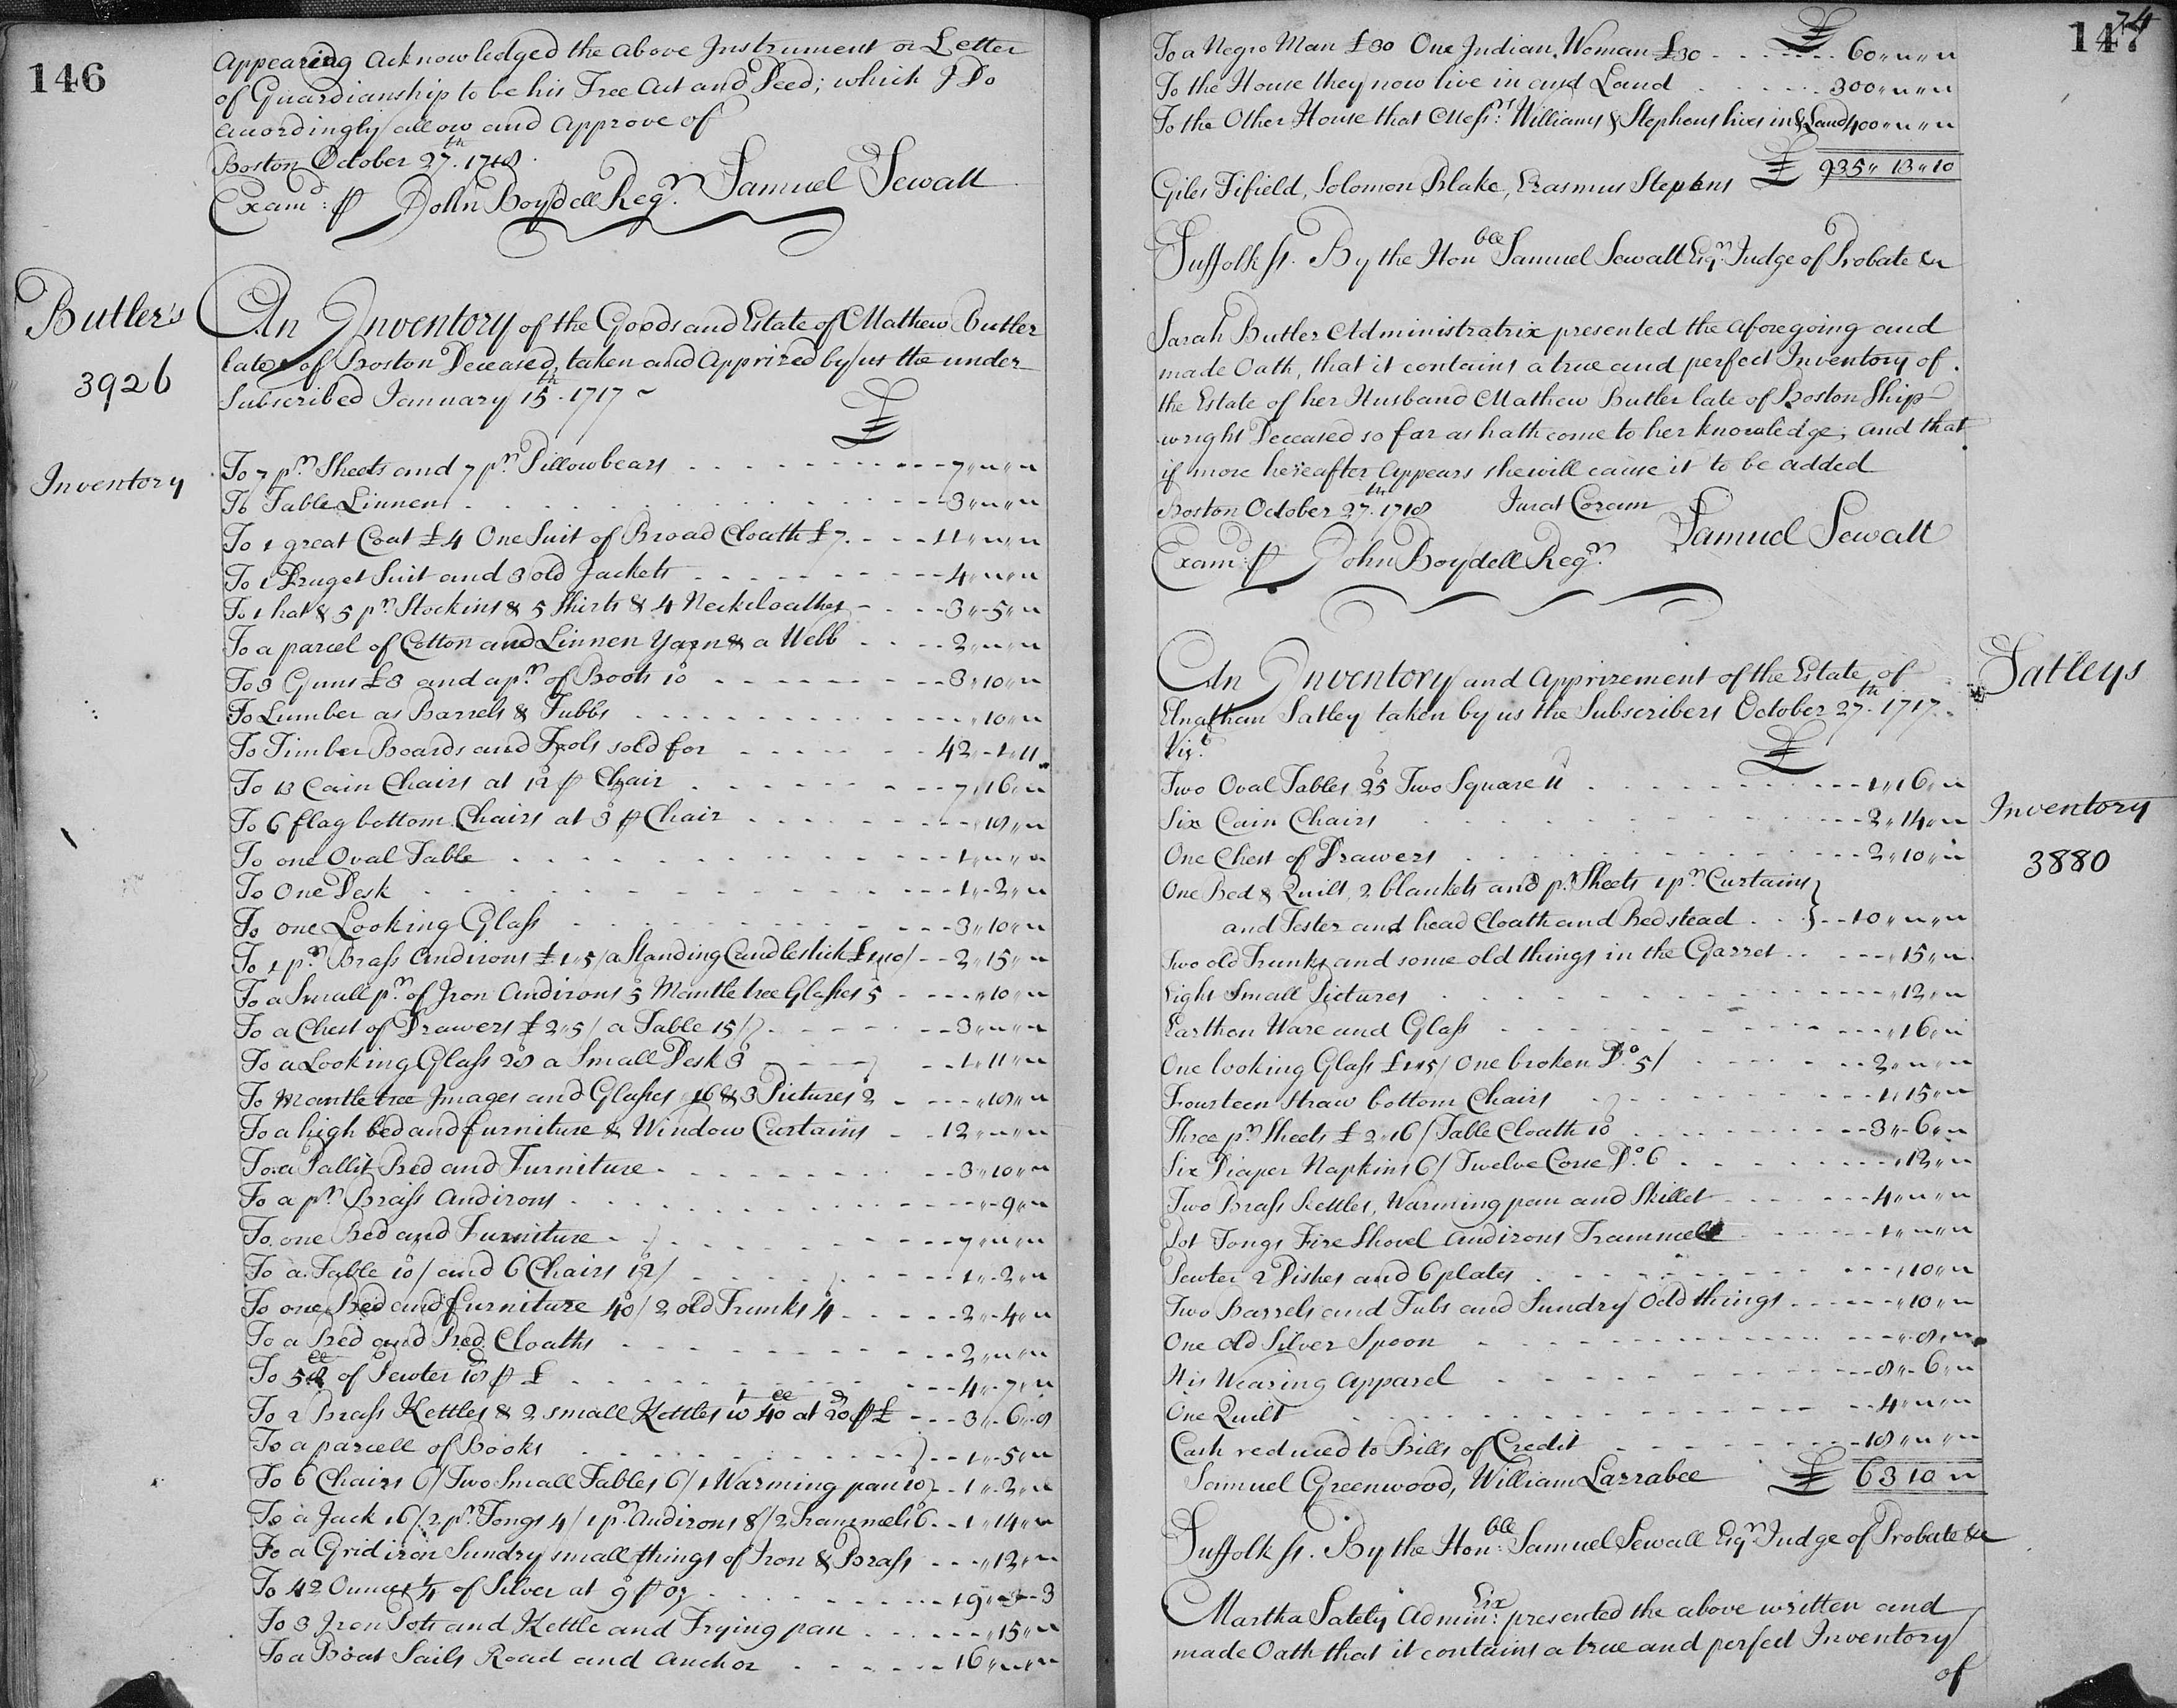 146
appearing acknowledged the above Instrument or Letter
of Guardianship to be his Free Act and Deed; which I Do
accordingly allow and approve of
Boston October 27.th 1718.
Samuel Sewall
Exam.d ⅌ John Boydell Reg.r
Butler's
3926
Inventory
An Inventory of the Goods and Estate of Mathew Butler
late of Boston Deceased, taken and Apprized by us the under
Subscribed January 15.th 1717 ~
£
To 7 p.r Sheets and 7 p.r Pillowbears - - - 7 " " "
To Table Linnen - - - 3 " " "
To 1 great Coat £4 One Suit of Broad Cloath £7. - - - 11 " " "
To 1 Druget Suit and 3 old Jackets - - - 4 " " "
To 1 hat & 5 p.r Stockins & 5 Shirts & 4 Neckcloathes - - - 3 " 5 " "
To a parcel of Cotton and Linnen Yarn & a Webb - - - 2 " " "
To 3 Guns £3 and a p.r of Boots 10 - - - 3 " 10 " "
To Lumber as Barrels & Tubbs - - - " 10 " "
To Timber Boards and Tools sold for - - - 42 " 1 " 11
To 13 Cain Chairs at 12 ⅌ Chair - - - 7 " 16 " "
To 6 flag bottom Chairs at 3 ⅌ Chair - - - " 18 " "
To one Oval Table - - - 1 " " "
To One Desk - - - 1 " 2 " "
To one Looking Glass - - - 3 " 10 " "
To 1 p.r Brass Andirons £1 " 5/ a Standing Candlestick £1 " 10/ - - 2 " 15 " "
To a Small p.r of Iron Andirons 5 Mantle tree Glasses 5 - - - " 10 " "
To a Chest of Drawers £2 " 5/ a Table 15/ - - - 3 " " "
To a Looking Glass 28 a Small Desk 3 - - - 1 " 11 " "
To Mantle tree Images and Glasses 16 & 3 Pictures 2 - - - " 18 " "
To a high bed and furniture & Window Curtains - - 12 " " "
To a Pallit Bed and Furniture - - - 3 " 10 " "
To a p.r Brass Andirons - - - " 9 " "
To one Bed and Furniture - - - 7 " " "
To a Table 10/ and 6 Chairs 12/ - - - 1 " 2 " "
To one Bed and furniture 40/ 2 old Trunks 4 - - - 2 " 4 " "
To a Bed and Bed Cloaths - - - 2 " " "
To 58 ll of Pewter 18d ⅌ £ - - - 4 " 7 " "
To 2 Brass Kettles & 2 small Kettles w.t 40 ll at 20d ⅌ £ - - - 3 " 6 " 8
To a parcell of Books - - - 1 " 5 " "
To 6 Chairs 6/ Two Small Tables 6/ 1 Warming pan 10 - - 1 " 2 " "
To a Jack 16/ 2 p.r Tongs 4/ 1 p.r Andirons 8/ 2 Trammels 6 - - 1 " 14 " "
To a Gridiron Sundry small things of Iron & Brass - - - " 12 " "
To 42 Ounces 1/4 of Silver at 9 ⅌ oz - - - 19 " " 3
To 3 Iron Pots and Kettle and Frying pan - - - " 15 " "
To a Boat Sails Road and Anchor - - - 16 " " "
147
74
£
To a Negro Man £30 One Indian Woman £30 - - - 60 " " "
To the House they now live in and Land - - - 300 " " "
To the Other House that Mess.rs Williams & Stephens lives in & Land 400 " " "
£ 935 " 13 " 10
Giles Fifield, Solomon Blake, Erasmus Stephens
Suffolk ss. By the Hon.ble Samuel Sewall Esq.r Judge of Probate &c
Sarah Butler Administratrix presented the aforegoing and
made Oath, that it contains a true and perfect Inventory of
the Estate of her Husband Mathew Butler late of Boston Ship-
wright Deceased so far as hath come to her knowledge; and that
if more hereafter appears she will cause it to be added
Boston October 27.th 1718 Jurat Coram
Samuel Sewall
Exam.d ⅌ John Boydell Reg.r
Satleys
Inventory
3880
An Inventory and Apprizement of the Estate of
Elnathan Satley taken by us the Subscribers October 27.th 1717.
Viz.t
£
Two Oval Tables 25 Two Square 11 - - - 1 " 16 " "
Six Cain Chairs - - - 2 " 14 " "
One Chest of Drawers - - - 2 " 10 " "
One Bed & Quilt, 2 blankets and p.r Sheets 1 p.r Curtains }
and Tester and head Cloath and Bedstead - - } - - 10 " " "
Two old Trunks and some old things in the Garret - - - " 15 " "
Eight Small Pictures - - - " 12 " "
Earthon Ware and Glass - - - " 16 " "
One looking Glass £1 " 15/ One broken D.o 5/ - - - 2 " " "
Fourteen Straw bottom Chairs - - - 1 " 15 " "
Three p.r Sheets £2 " 16/ Table Cloath 10 - - - 3 " 6 " "
Six Diaper Napkins 6/ Twelve Corse D.o 6 - - - " 12 " "
Two Brass Kettles, Warming pan and Skillet - - - 4 " " "
Pot Tongs Fire Shovel Andirons Trammell - - - 1 " " "
Pewter 2 Dishes and 6 plates - - - " 10 " "
Two Barrels and Tubs and Sundry Odd things - - - " 10 " "
One Old Silver Spoon - - - " 8 " "
His Wearing Apparel - - - 8 " 6 " "
One Quilt - - - 4 " " "
Cash reduced to Bills of Credit - - - 18 " " "
Samuel Greenwood, William Larrabee £ 63 10 "
Suffolk ss. By the Hon.ble Samuel Sewall Esq.r Judge of Probate &c
Martha Sately Admin.trix presented the above written and
made Oath that it contains a true and perfect Inventory
of